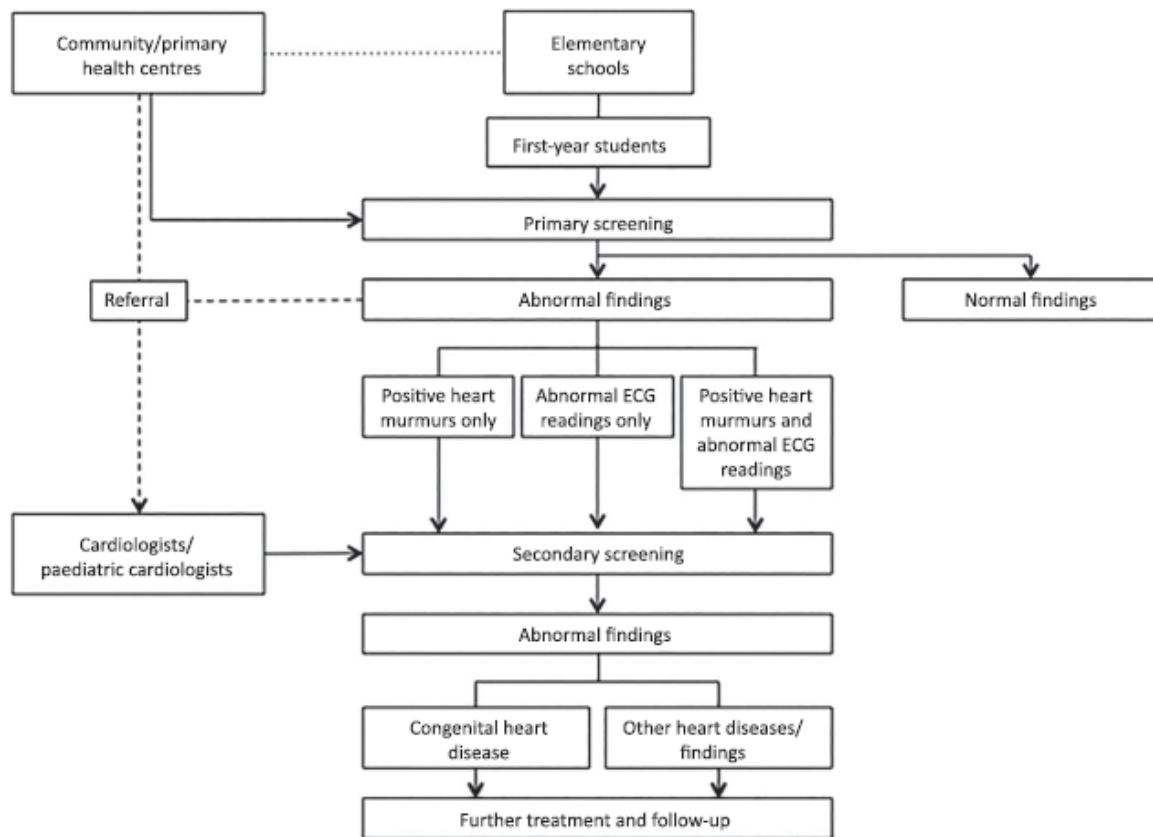 Community/primary
health centres
Elementary
schools
First-year students
Primary screening
Referral
Abnormal findings
Normal findings
Positive heart
murmurs only
Abnormal ECG
readings only
Positive heart
murmurs and
abnormal ECG
readings
Cardiologists/
paediatric cardiologists
Secondary screening
Abnormal findings
Congenital heart
disease
Other heart diseases/
findings
Further treatment and follow-up